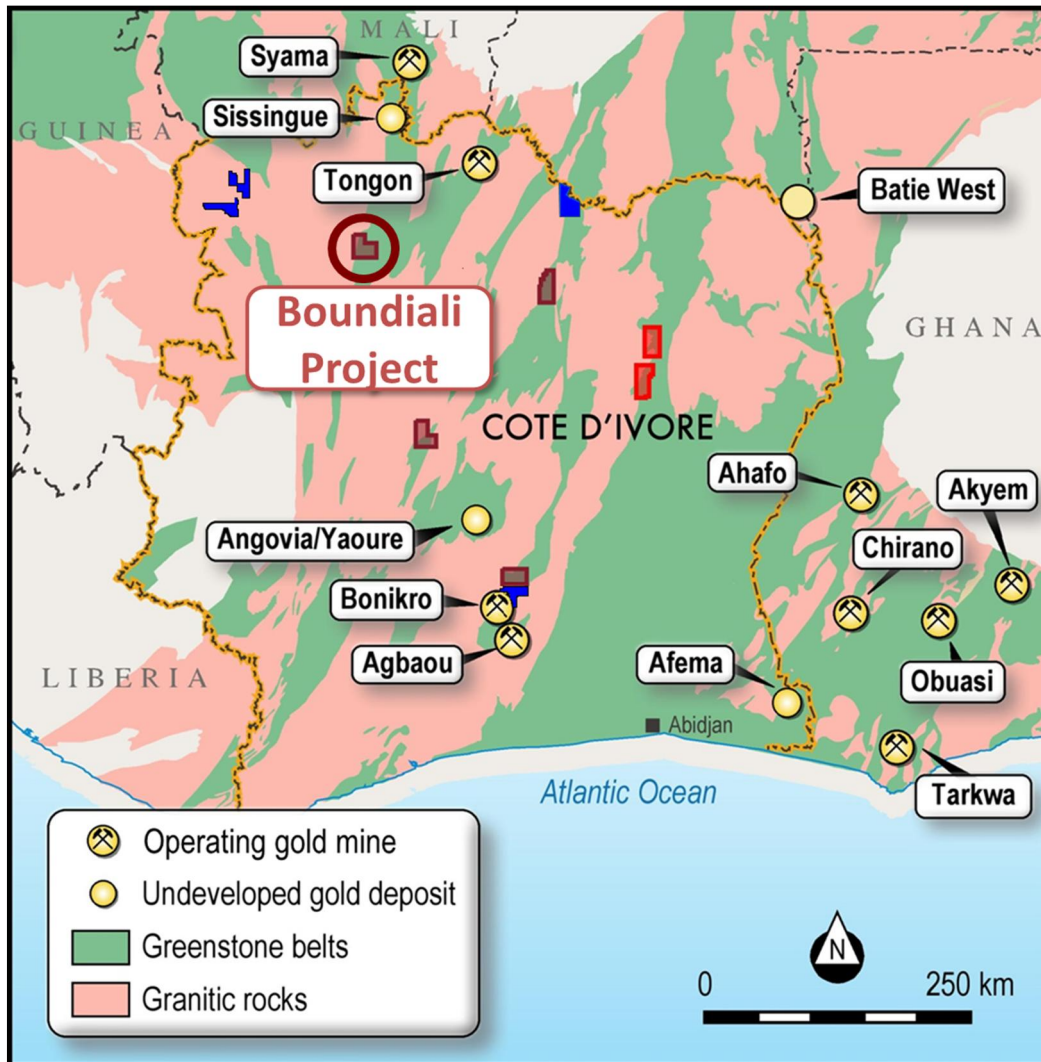 MALI
Syama
Sissingue
GUINEA
Tongon
Batie West
Boundiali
Project
GHANA
COTE D'IVORE
Ahafo
Akyem
Angovia/Yaoure
Chirano
Bonikro
Agbaou
Afema
Obuasi
LIBERIA
Abidjan
Tarkwa
Atlantic Ocean
Operating gold mine
Undeveloped gold deposit
Greenstone belts
Granitic rocks
N
0 250 km